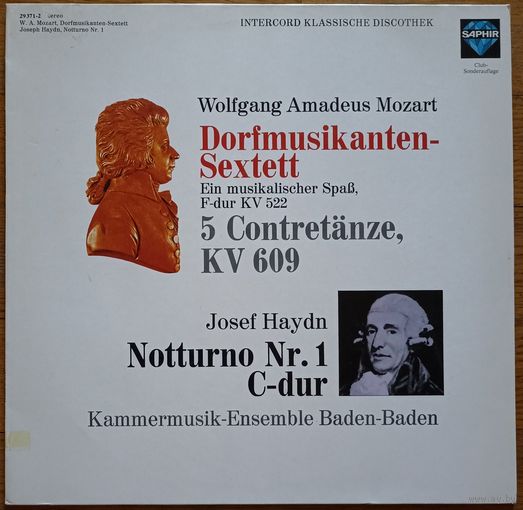 29371-2 stereo
W. A. Mozart, Dorfmusikanten-Sextett
Joseph Haydn, Notturno Nr. 1
INTERCORD KLASSISCHE DISCOTHEK
SAPHIR
Club-
Sonderauflage
Wolfgang Amadeus Mozart
Dorfmusikanten-
Sextett
Ein musikalischer Spaß,
F-dur KV 522
5 Contretänze,
KV 609
Josef Haydn
Notturno Nr. 1
C-dur
Kammermusik-Ensemble Baden-Baden